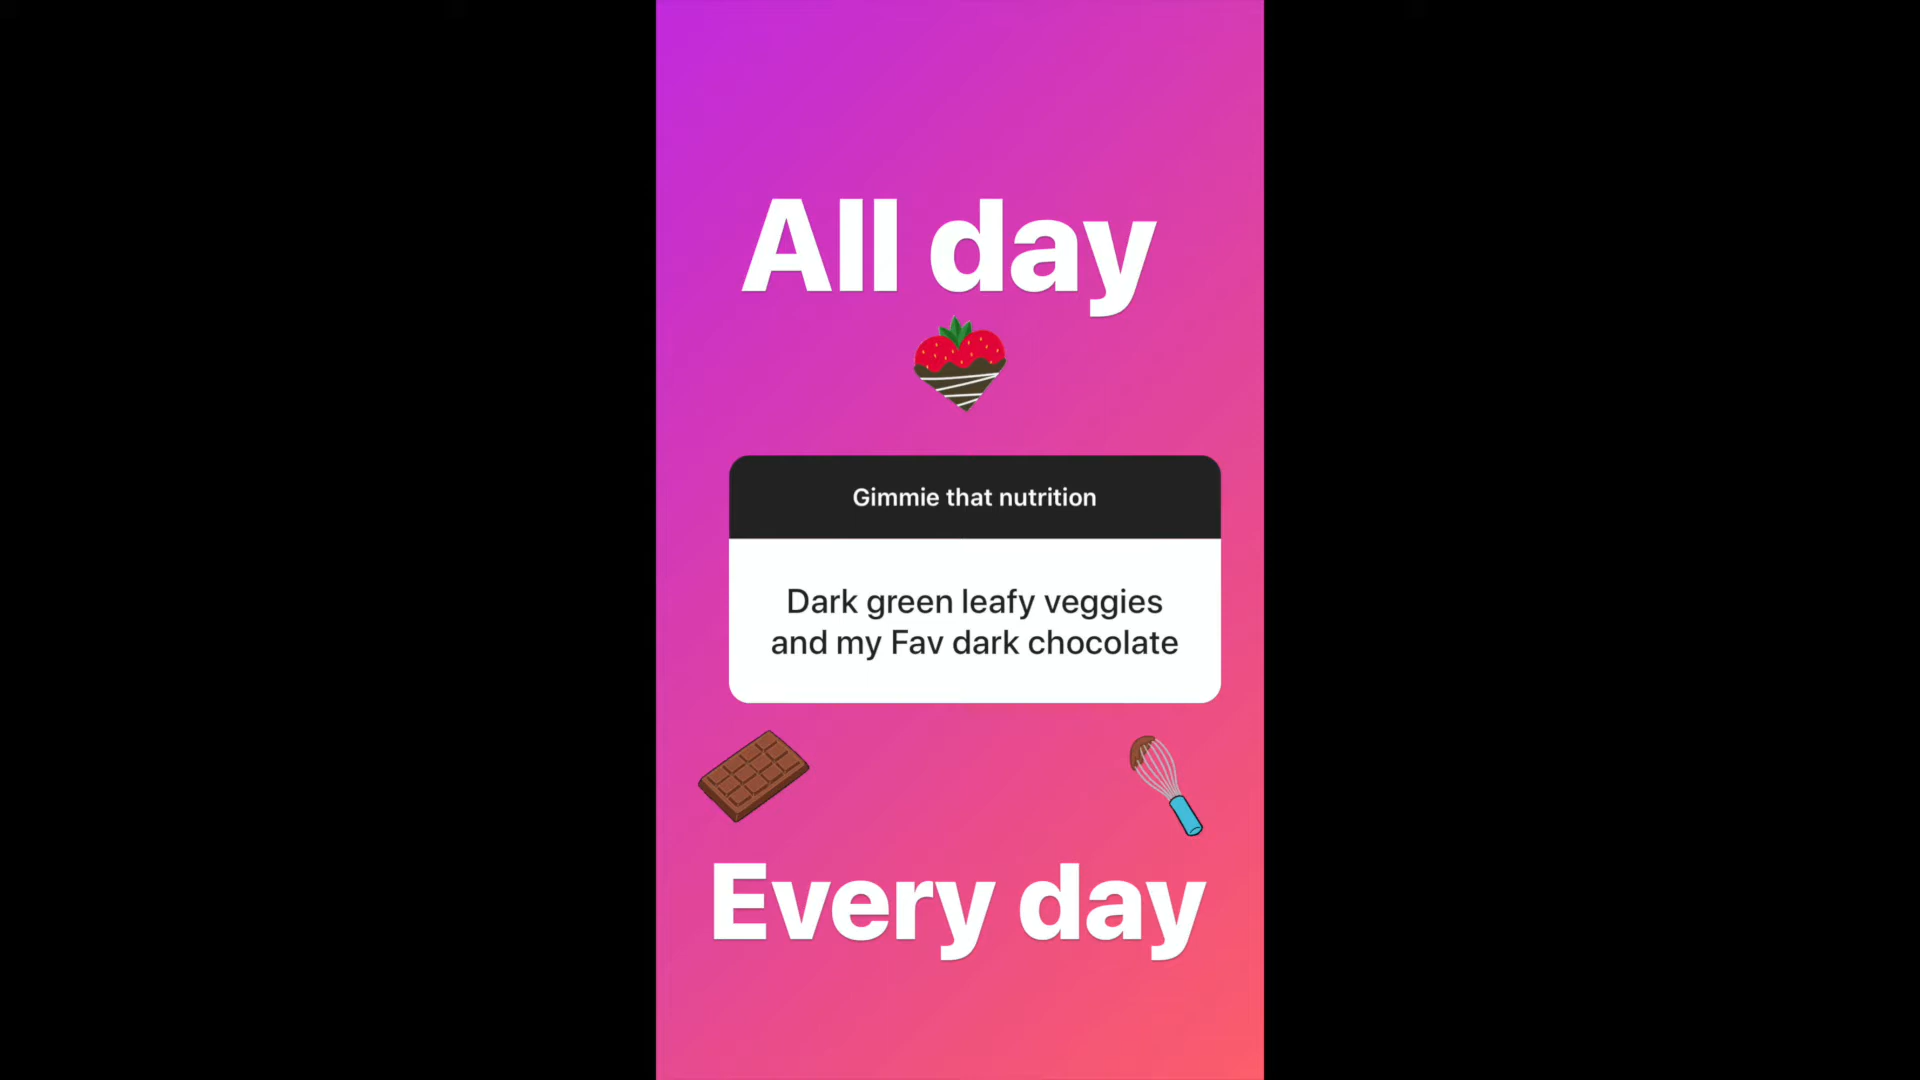 All day
Gimmie that nutrition
Dark green leafy veggies
and my Fav dark chocolate
Every day